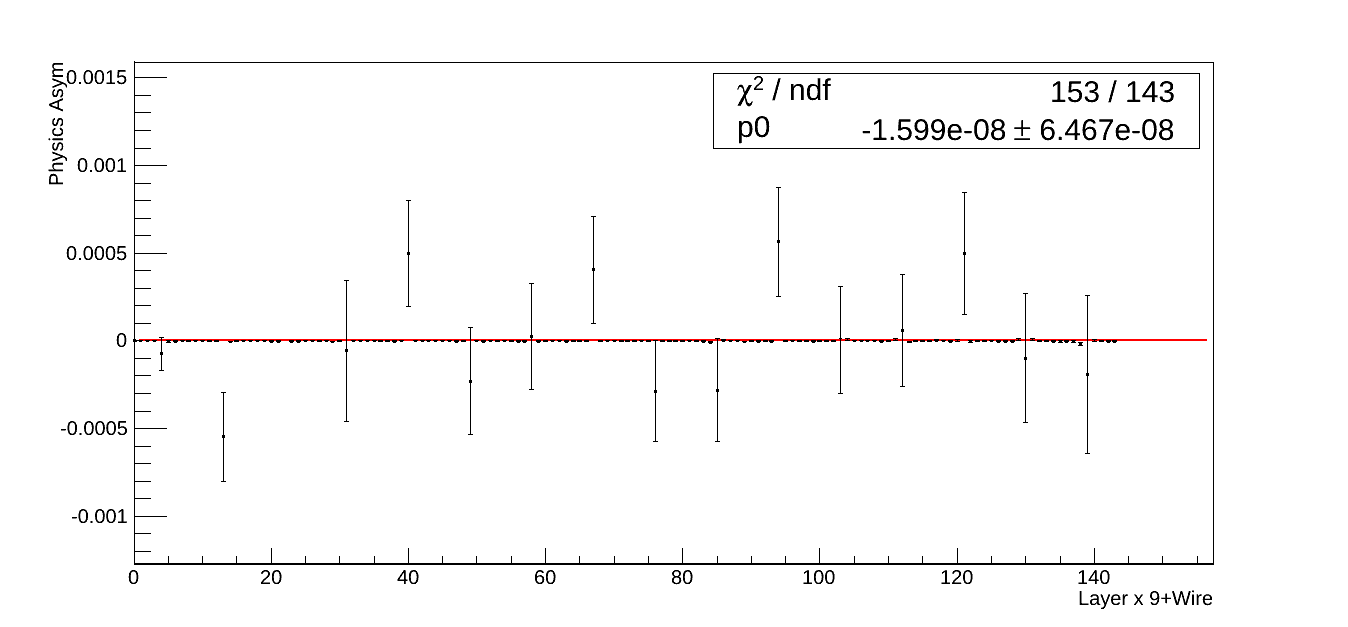 Physics Asym
0.0015
0.001
0.0005
0
-0.0005
-0.001
χ² / ndf 153 / 143
p0 -1.599e-08 ± 6.467e-08
0 20 40 60 80 100 120 140
Layer x 9+Wire